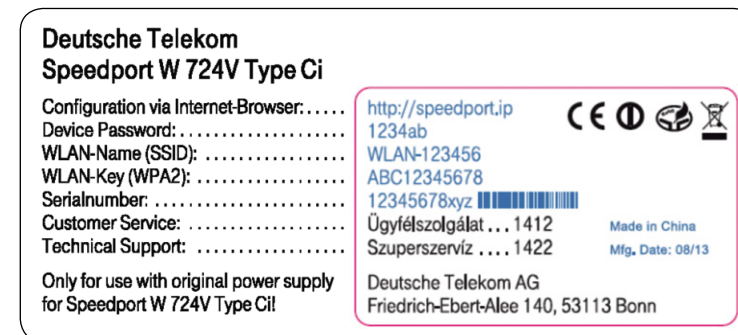 Deutsche Telekom
Speedport W 724V Type Ci
Configuration via Internet-Browser:..... http://speedport.ip
Device Password:.................... 1234ab
WLAN-Name (SSID): ................. WLAN-123456
WLAN-Key (WPA2): .................. ABC12345678
Serialnumber: ....................... 12345678xyz
Customer Service: ................... Ügyfélszolgálat ... 1412 Made in China
Technical Support: .................. Szuperszervíz .... 1422 Mfg. Date: 08/13
Only for use with original power supply
for Speedport W 724V Type Ci!
Deutsche Telekom AG
Friedrich-Ebert-Alee 140, 53113 Bonn